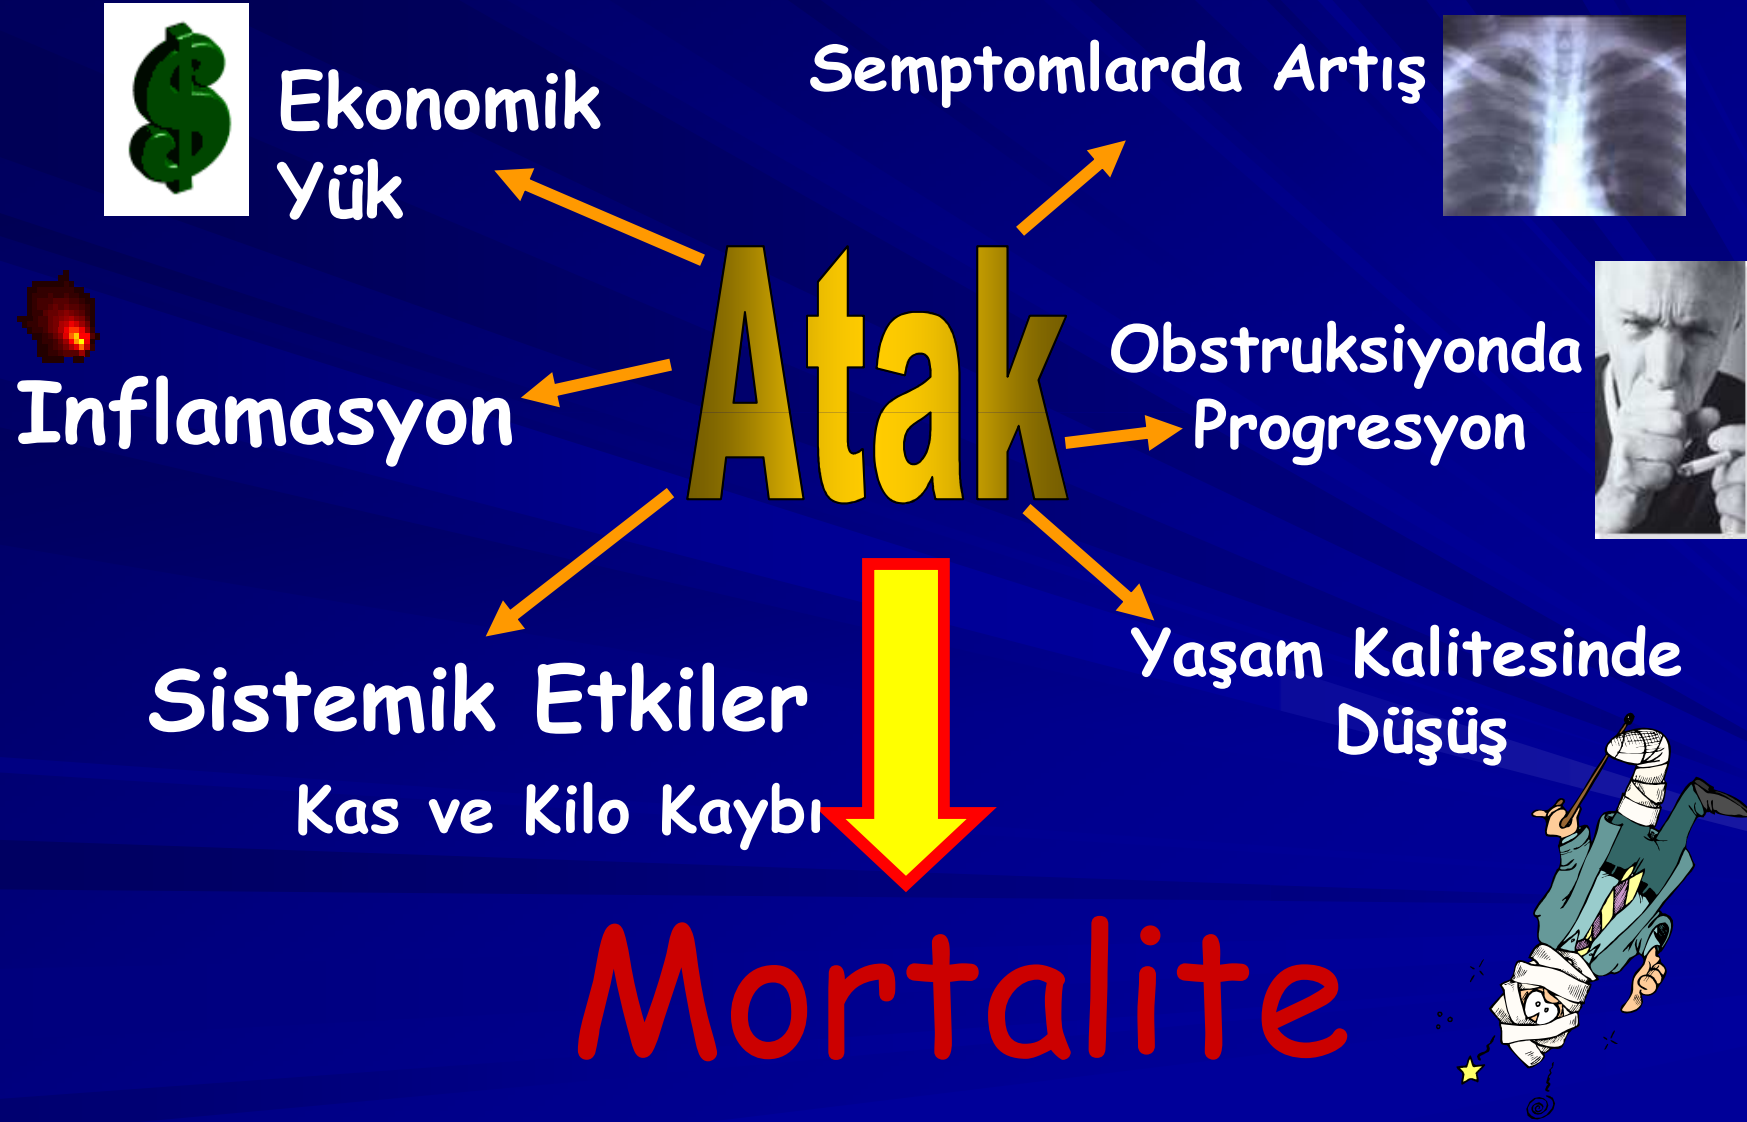 Ekonomik
Yük
Semptomlarda Artış
Atak
Inflamasyon
Obstruksiyonda
Progresyon
Sistemik Etkiler
Kas ve Kilo Kaybı
Yaşam Kalitesinde
Düşüş
Mortalite